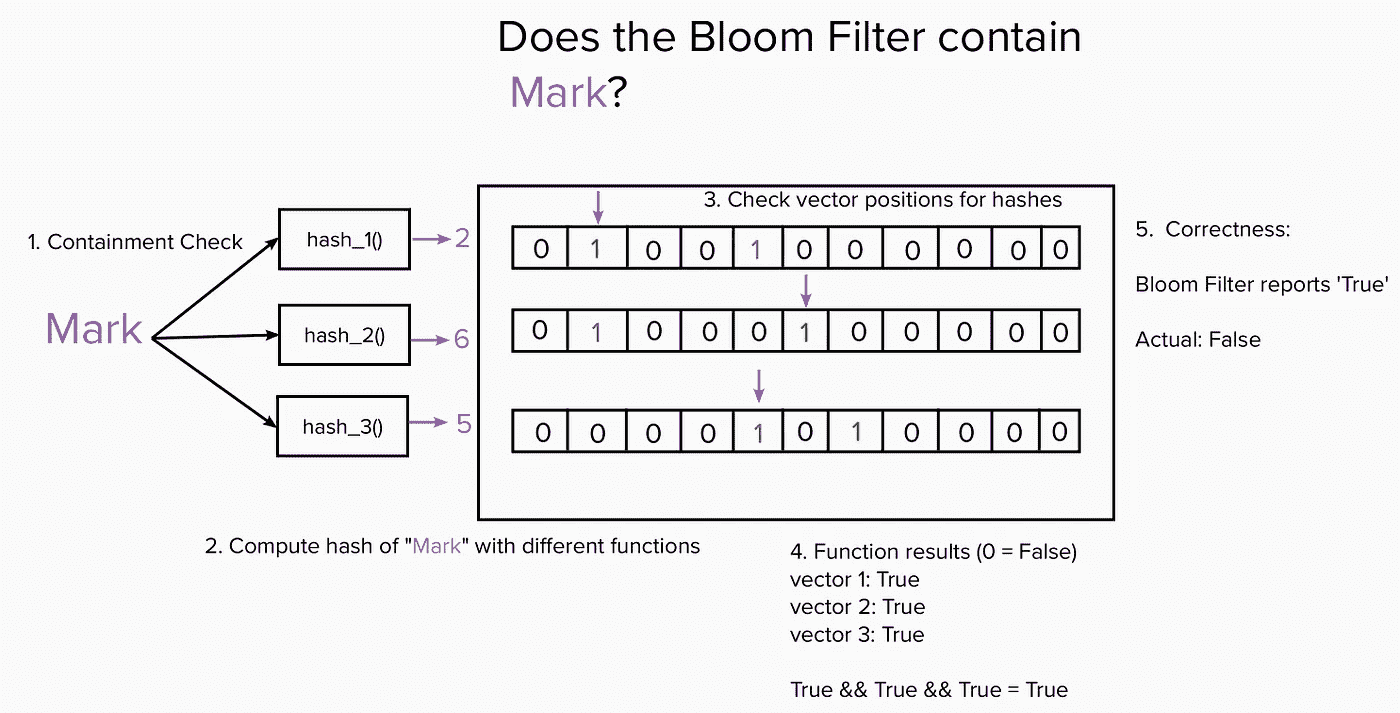 Does the Bloom Filter contain
Mark?
1. Containment Check
Mark
hash_1()
2
hash_2()
6
hash_3()
5
3. Check vector positions for hashes
0 1 0 0 1 0 0 0 0 0 0
0 1 0 0 0 1 0 0 0 0 0
0 0 0 0 1 0 1 0 0 0 0
5. Correctness:
Bloom Filter reports 'True'
Actual: False
2. Compute hash of "Mark" with different functions
4. Function results (0 = False)
vector 1: True
vector 2: True
vector 3: True
True && True && True = True